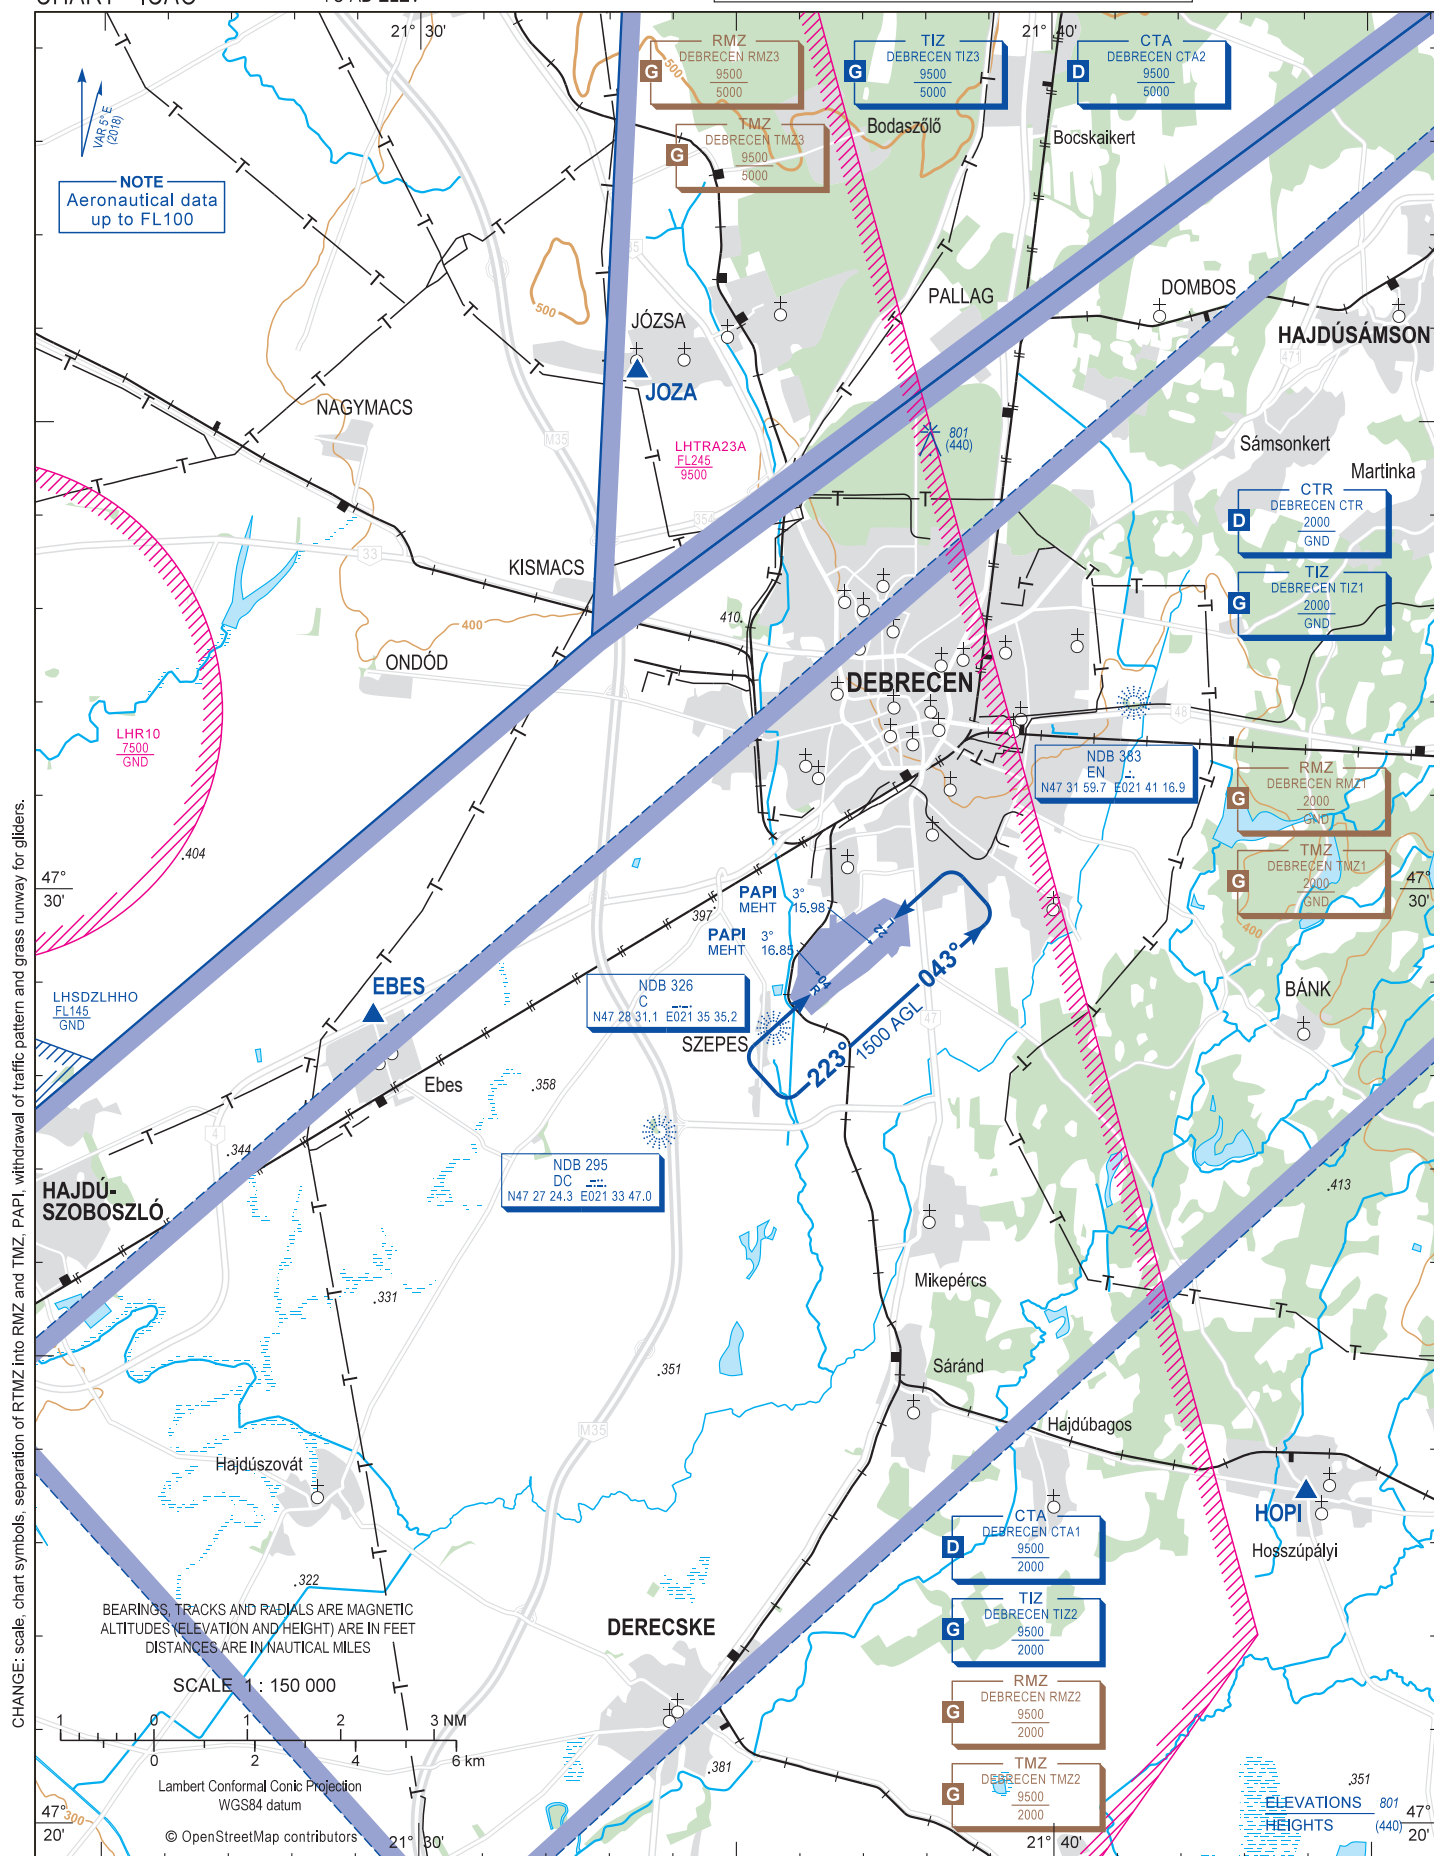 21° 30'
21° 40'
VAR 5° E
(2018)
NOTE
Aeronautical data
up to FL100
RMZ
DEBRECEN RMZ3
9500
5000
G
TIZ
DEBRECEN TIZ3
9500
5000
G
CTA
DEBRECEN CTA2
9500
5000
D
TMZ
DEBRECEN TMZ3
9500
5000
G
500
Bodaszőlő
Bocskaikert
35
500
JÓZSA
JOZA
PALLAG
DOMBOS
HAJDÚSÁMSON
471
NAGYMACS
M35
LHTRA23A
FL245
9500
801
(440)
Sámsonkert
Martinka
CTR
DEBRECEN CTR
2000
GND
D
TIZ
DEBRECEN TIZ1
2000
GND
G
354
33
KISMACS
410
400
ONDÓD
DEBRECEN
48
LHR10
7500
GND
NDB 383
EN
N47 31 59.7 E021 41 16.9
RMZ
DEBRECEN RMZ1
2000
GND
G
TMZ
DEBRECEN TMZ1
2000
GND
G
.404
47°
30'
47°
30'
400
397
PAPI 3°
MEHT 15.98
PAPI 3°
MEHT 16.85
22 L
04 R
043°
223°
1500 AGL
47
EBES
LHSDZLHHO
FL145
GND
NDB 326
C
N47 28 31.1 E021 35 35.2
SZEPES
BÁNK
Ebes
.358
4
.344
NDB 295
DC
N47 27 24.3 E021 33 47.0
HAJDÚ-
SZOBOSZLÓ
.413
Mikepércs
.331
.351
Sáránd
M35
Hajdúbagos
Hajdúszovát
HOPI
Hosszúpályi
CTA
DEBRECEN CTA1
9500
2000
D
TIZ
DEBRECEN TIZ2
9500
2000
G
RMZ
DEBRECEN RMZ2
9500
2000
G
TMZ
DEBRECEN TMZ2
9500
2000
G
.322
BEARINGS, TRACKS AND RADIALS ARE MAGNETIC
ALTITUDES (ELEVATION AND HEIGHT) ARE IN FEET
DISTANCES ARE IN NAUTICAL MILES
DERECSKE
SCALE 1 : 150 000
1 0 1 2 3 NM
0 2 4 6 km
Lambert Conformal Conic Projection
WGS84 datum
© OpenStreetMap contributors
.381
.351
ELEVATIONS 801
HEIGHTS (440)
47°
20'
300
21° 30'
21° 40'
47°
20'
CHANGE: scale, chart symbols, separation of RTMZ into RMZ and TMZ, PAPI, withdrawal of traffic pattern and grass runway for gliders.